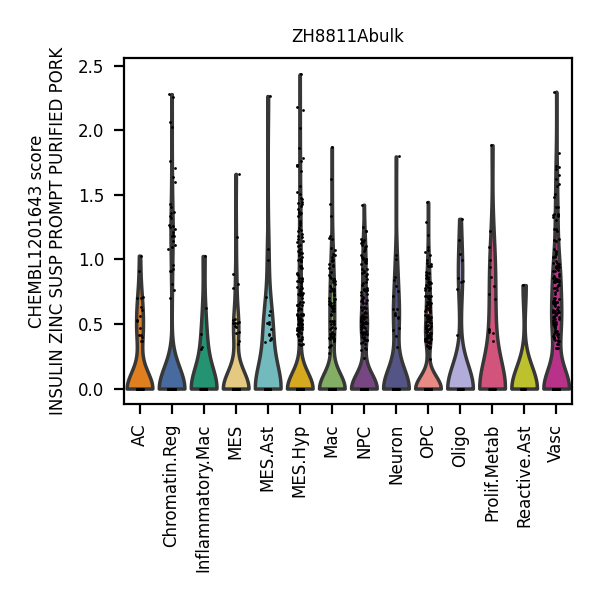 ZH8811Abulk
CHEMBL1201643 score
INSULIN ZINC SUSP PROMPT PURIFIED PORK
2.5
2.0
1.5
1.0
0.5
0.0
AC
Chromatin.Reg
Inflammatory.Mac
MES
MES.Ast
MES.Hyp
Mac
NPC
Neuron
OPC
Oligo
Prolif.Metab
Reactive.Ast
Vasc